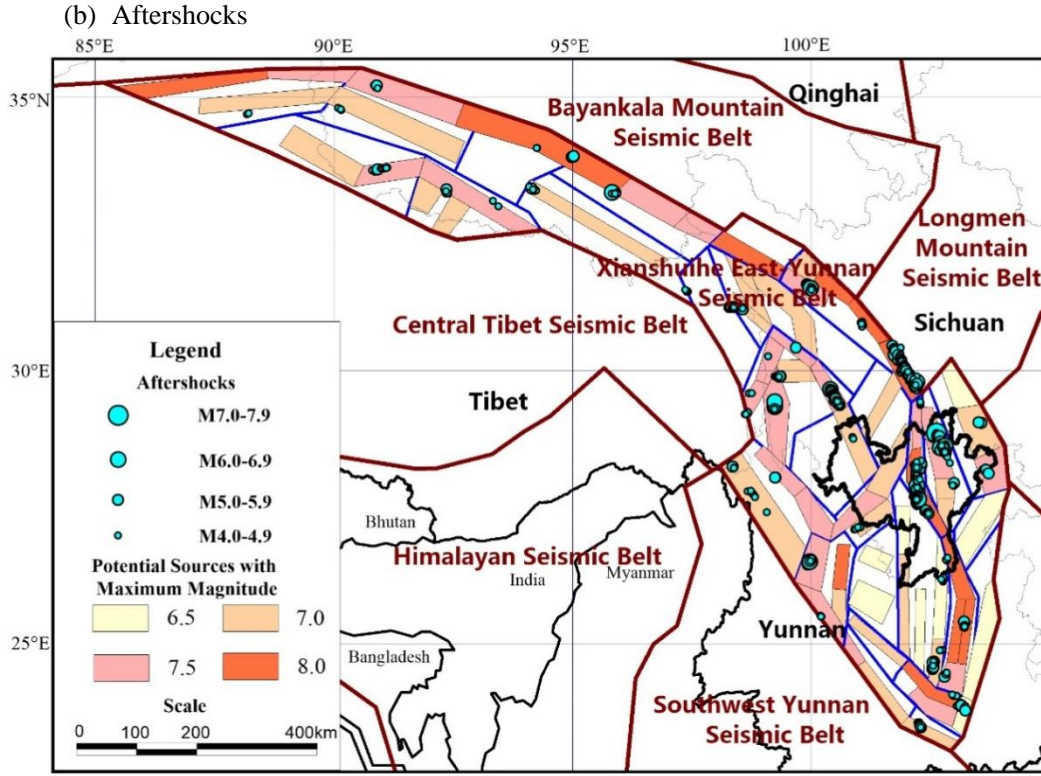 (b) Aftershocks
85°E 90°E 95°E 100°E
35°N
Bayankala Mountain
Seismic Belt
Qinghai
Longmen
Mountain
Seismic Belt
Xianshuihe East-Yunnan
Seismic Belt
Central Tibet Seismic Belt
Sichuan
30°N
Tibet
Legend
Aftershocks
M7.0-7.9
M6.0-6.9
M5.0-5.9
M4.0-4.9
Potential Sources with
Maximum Magnitude
6.5 7.0
7.5 8.0
Scale
0 100 200 400km
Bhutan
Himalayan Seismic Belt
India
Myanmar
25°N
Bangladesh
Yunnan
Southwest Yunnan
Seismic Belt